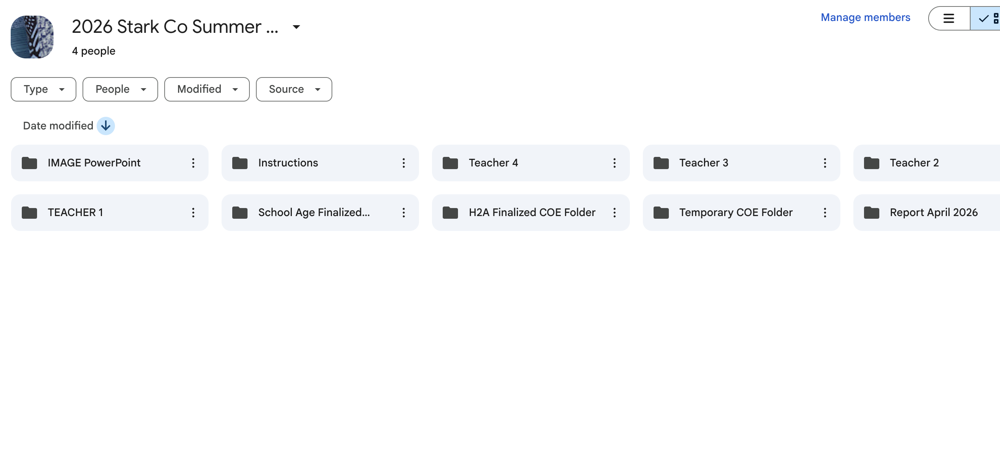 2026 Stark Co Summer ...
Manage members
4 people
Type
People
Modified
Source
Date modified
IMAGE PowerPoint
Instructions
Teacher 4
Teacher 3
Teacher 2
TEACHER 1
School Age Finalized...
H2A Finalized COE Folder
Temporary COE Folder
Report April 2026